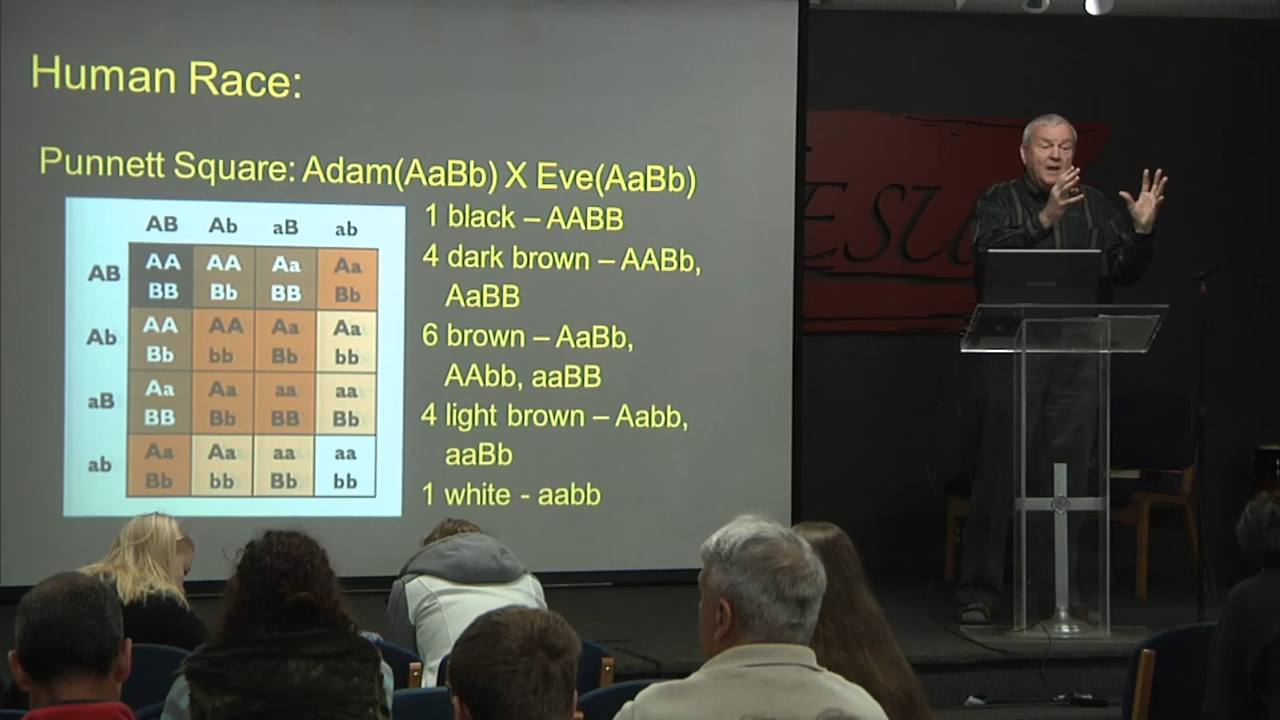 Human Race:
Punnett Square: Adam(AaBb) X Eve(AaBb)
AB Ab aB ab
AB AA AA Aa Aa
BB Bb BB Bb
Ab AA AA Aa Aa
Bb bb Bb bb
aB Aa Aa aa aa
BB Bb BB Bb
ab Aa Aa aa aa
Bb bb Bb bb
1 black – AABB
4 dark brown – AABb,
AaBB
6 brown – AaBb,
AAbb, aaBB
4 light brown – Aabb,
aaBb
1 white - aabb
ESU